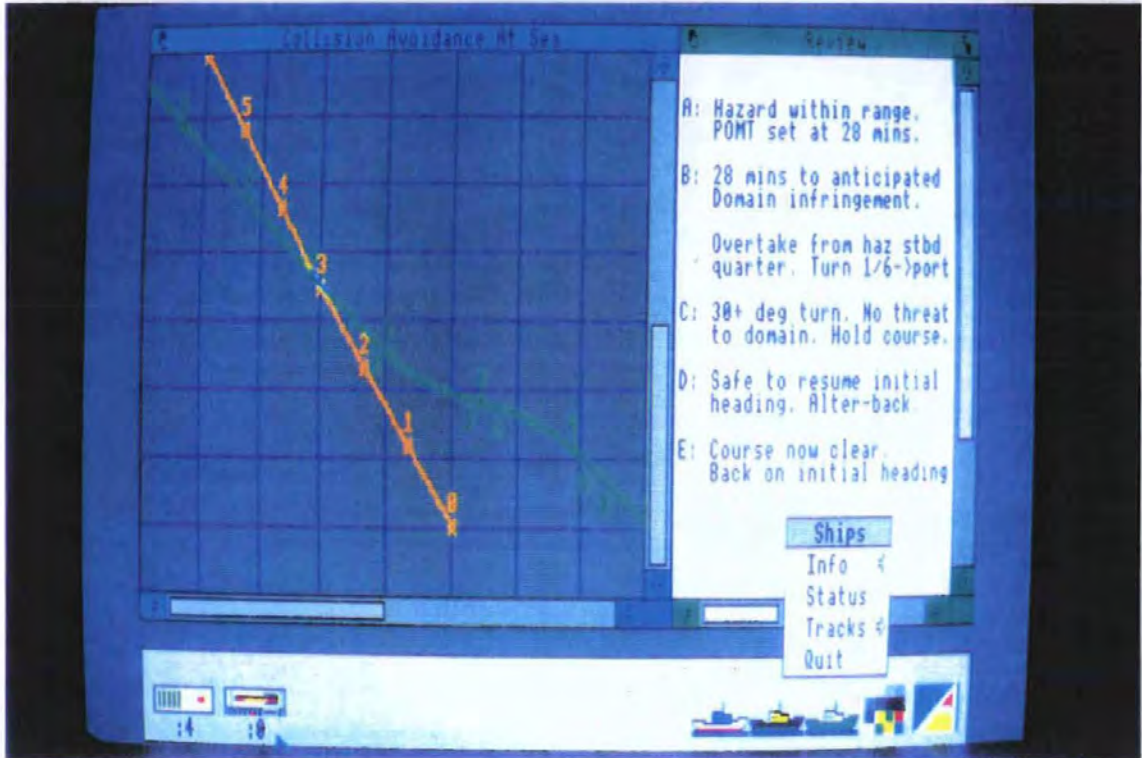 Collision Avoidance At Sea
Review
A: Hazard within range.
POMT set at 28 mins.
B: 28 mins to anticipated
Domain infringement.
Overtake from haz stbd
quarter. Turn 1/6->port
C: 30+ deg turn. No threat
to domain. Hold course.
D: Safe to resume initial
heading. Alter-back
E: Course now clear.
Back on initial heading
5
4
3
2
1
0
Ships
Info
Status
Tracks
Quit
:4
:0